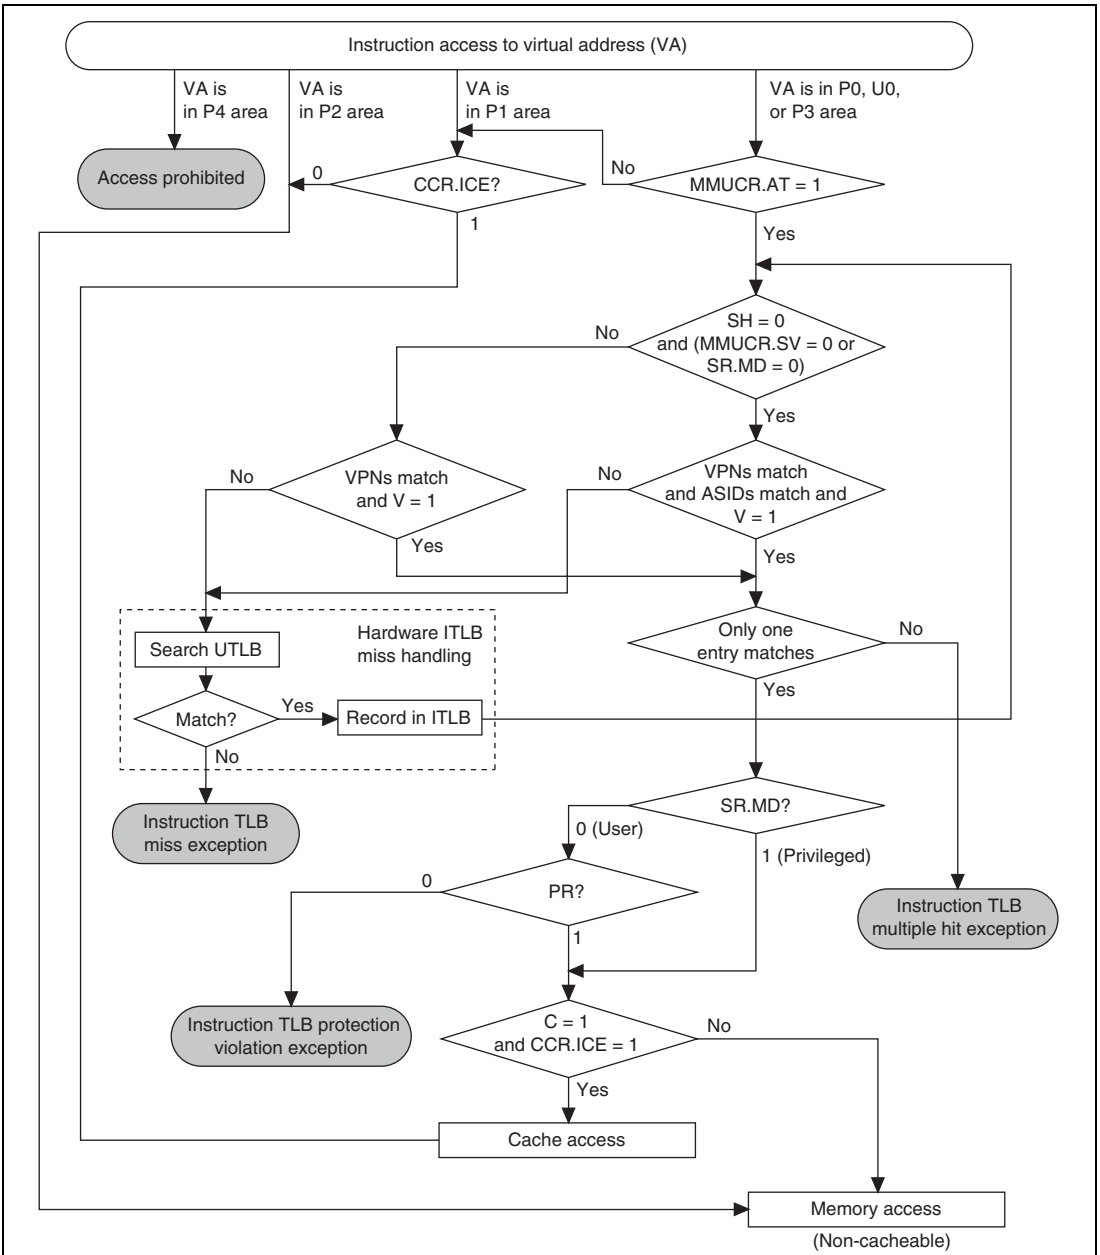 Instruction access to virtual address (VA)
VA is
in P4 area
VA is
in P2 area
VA is
in P1 area
VA is in P0, U0,
or P3 area
Access prohibited
0
CCR.ICE?
No
MMUCR.AT = 1
1
Yes
SH = 0
and (MMUCR.SV = 0 or
SR.MD = 0)
No
Yes
No
VPNs match
and V = 1
No
VPNs match
and ASIDs match and
V = 1
Yes
Yes
Hardware ITLB
miss handling
Search UTLB
Only one
entry matches
No
Yes
Match?
Yes
Record in ITLB
No
SR.MD?
Instruction TLB
miss exception
0 (User)
1 (Privileged)
0
PR?
Instruction TLB
multiple hit exception
1
Instruction TLB protection
violation exception
C = 1
and CCR.ICE = 1
No
Yes
Cache access
Memory access
(Non-cacheable)